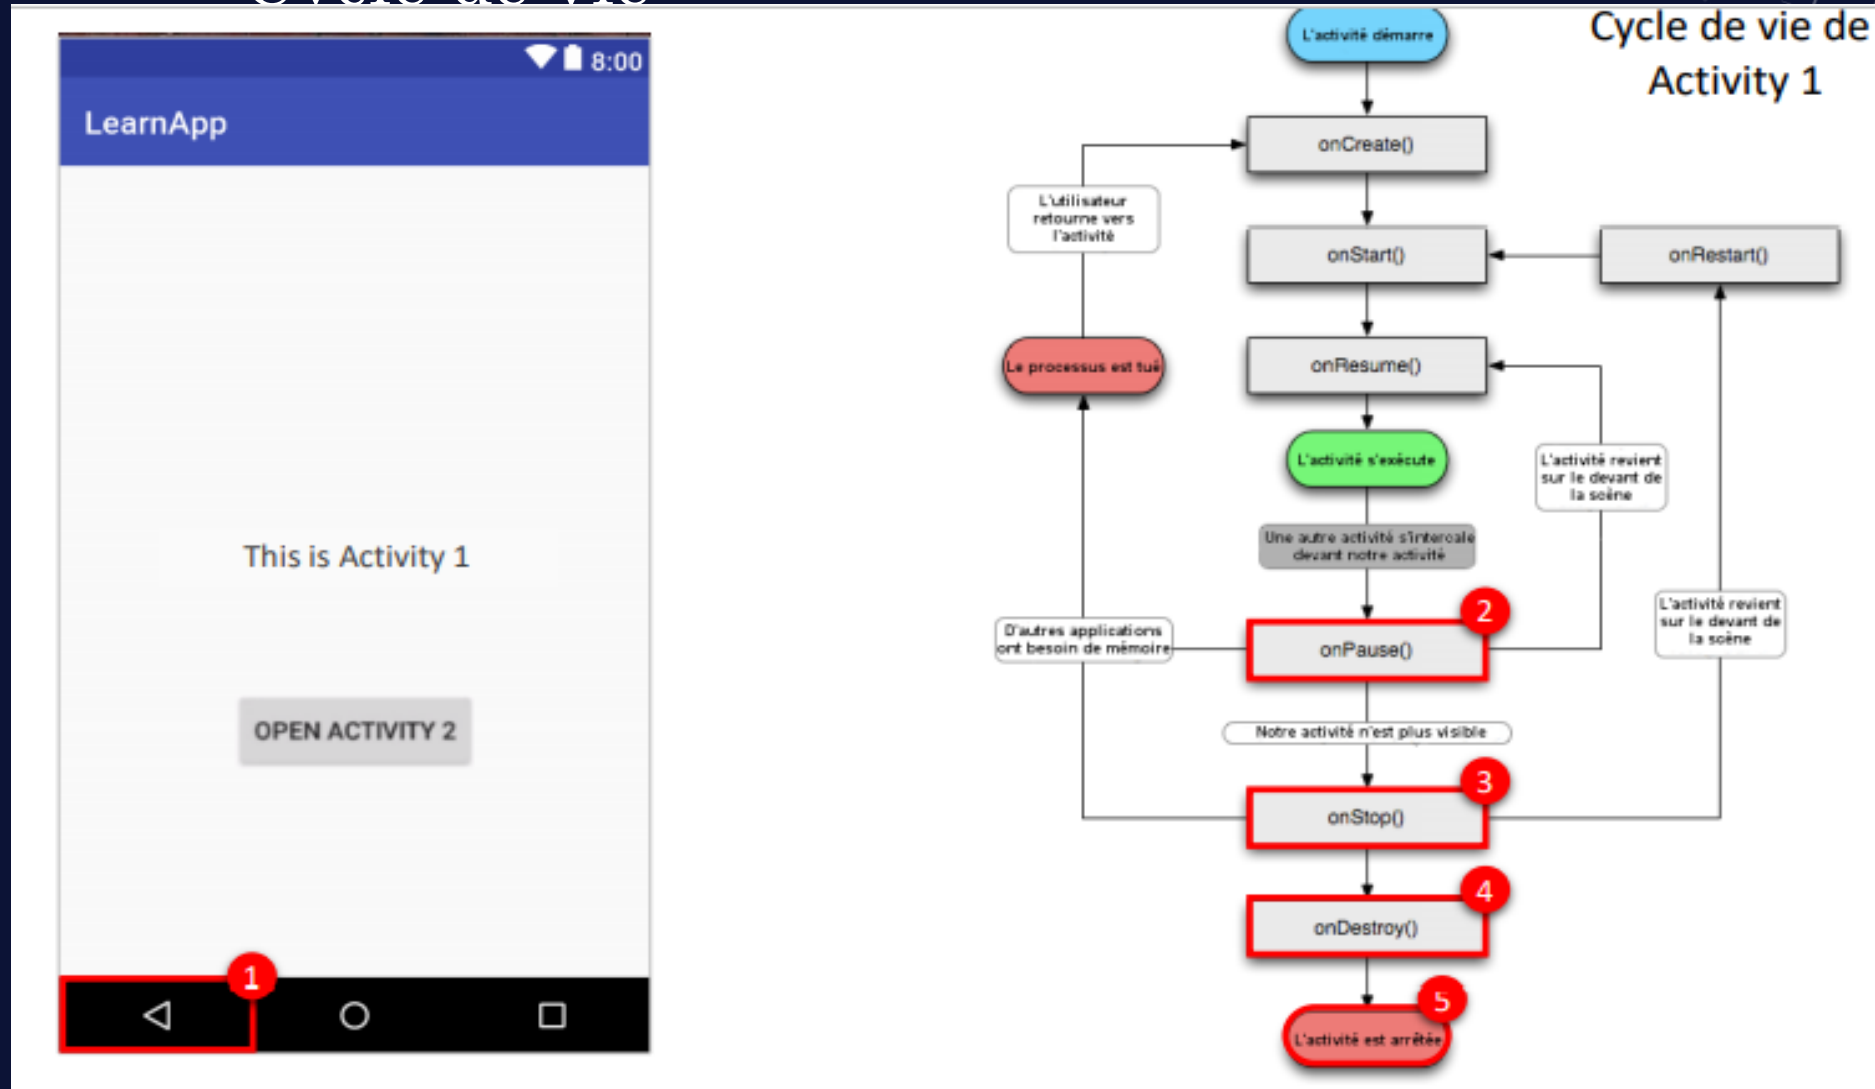 Cycle de vie
8:00
LearnApp
This is Activity 1
OPEN ACTIVITY 2
1
Cycle de vie de
Activity 1
L'activité démarre
onCreate()
L'utilisateur
retourne vers
l'activité
onStart()
onRestart()
Le processus est tué
onResume()
L'activité s'exécute
L'activité revient
sur le devant de
la scène
Une autre activité s'intercale
devant notre activité
2
D'autres applications
ont besoin de mémoire
onPause()
L'activité revient
sur le devant de
la scène
Notre activité n'est plus visible
3
onStop()
4
onDestroy()
5
L'activité est arrêtée